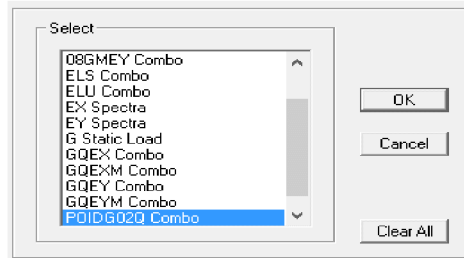 Select
08GMEY Combo
ELS Combo
ELU Combo
EX Spectra
EY Spectra
G Static Load
GQEX Combo
GQEXM Combo
GQEY Combo
GQEYM Combo
POIDG02Q Combo
OK
Cancel
Clear All